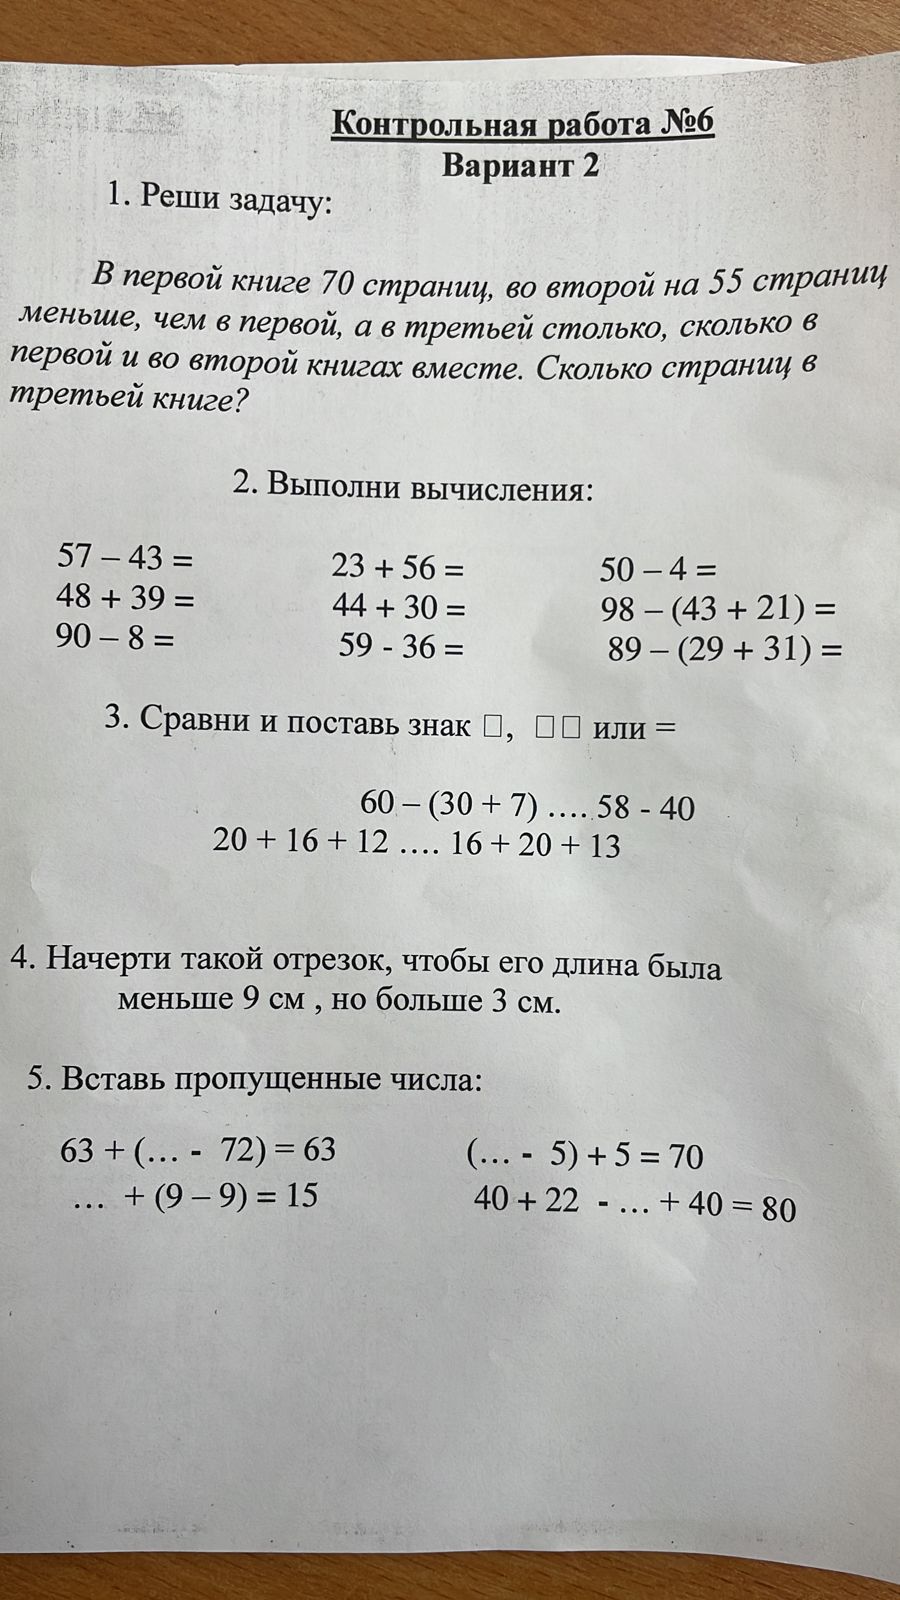 Контрольная работа №6
Вариант 2
1. Реши задачу:
В первой книге 70 страниц, во второй на 55 страниц
меньше, чем в первой, а в третьей столько, сколько в
первой и во второй книгах вместе. Сколько страниц в
третьей книге?
2. Выполни вычисления:
57 – 43 = 23 + 56 = 50 – 4 =
48 + 39 = 44 + 30 = 98 – (43 + 21) =
90 – 8 = 59 - 36 = 89 – (29 + 31) =
3. Сравни и поставь знак □, □□ или =
60 – (30 + 7) …. 58 - 40
20 + 16 + 12 …. 16 + 20 + 13
4. Начерти такой отрезок, чтобы его длина была
меньше 9 см , но больше 3 см.
5. Вставь пропущенные числа:
63 + (… - 72) = 63 (… - 5) + 5 = 70
… + (9 – 9) = 15 40 + 22 - … + 40 = 80